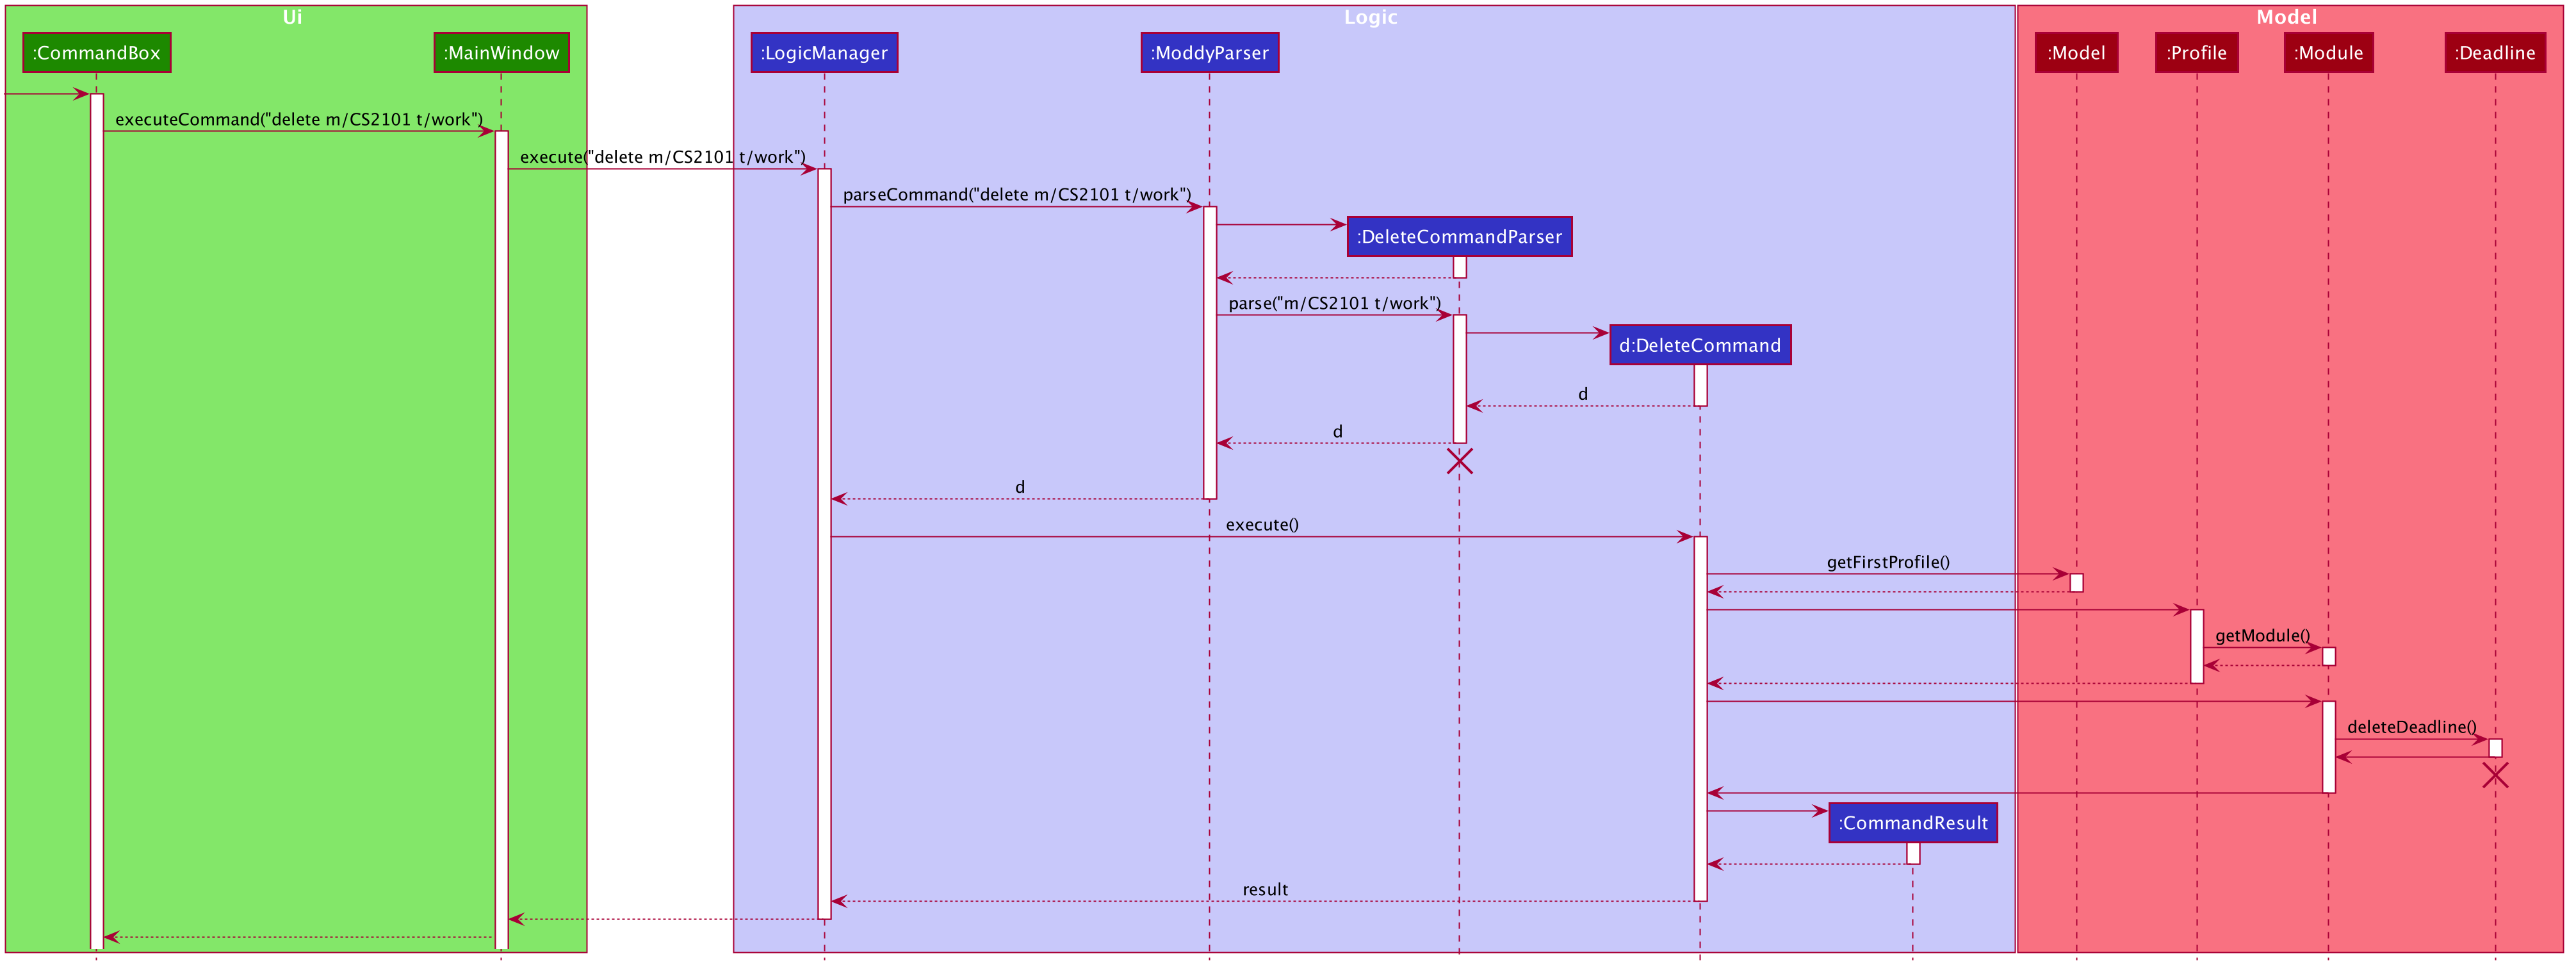 Ui
Logic
Model
:CommandBox
:MainWindow
:LogicManager
:ModdyParser
:Model
:Profile
:Module
:Deadline
executeCommand("delete m/CS2101 t/work")
execute("delete m/CS2101 t/work")
parseCommand("delete m/CS2101 t/work")
:DeleteCommandParser
parse("m/CS2101 t/work")
d:DeleteCommand
d
d
d
execute()
getFirstProfile()
getModule()
deleteDeadline()
:CommandResult
result